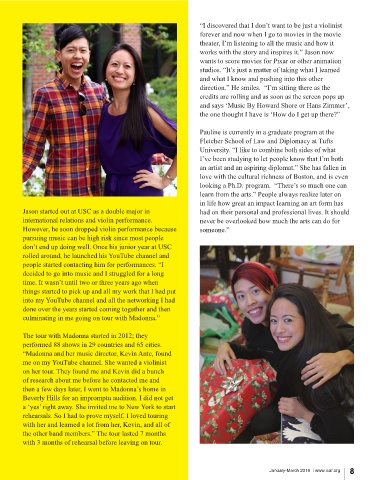 Jason started out at USC as a double major in
international relations and violin performance.
However, he soon dropped violin performance because
pursuing music can be high risk since most people
don't end up doing well. Once his junior year at USC
rolled around, he launched his YouTube channel and
people started contacting him for performances. "I
decided to go into music and I struggled for a long
time. It wasn't until two or three years ago when
things started to pick up and all my work that I had put
into my YouTube channel and all the networking I had
done over the years started coming together and then
culminating in me going on tour with Madonna."
The tour with Madonna started in 2012; they
performed 88 shows in 29 countries and 65 cities.
"Madonna and her music director, Kevin Antu, found
me on my YouTube channel. She wanted a violinist
on her tour. They found me and Kevin did a bunch
of research about me before he contacted me and
then a few days later, I went to Madonna's home in
Beverly Hills for an impromptu audition. I did not get
a 'yes' right away. She invited me to New York to start
rehearsals. So I had to prove myself. I loved touring
with her and learned a lot from her, Kevin, and all of
the other band members." The tour lasted 7 months
with 3 months of rehearsal before leaving on tour.
"I discovered that I don't want to be just a violinist
forever and now when I go to movies in the movie
theater, I'm listening to all the music and how it
works with the story and inspires it." Jason now
wants to score movies for Pixar or other animation
studios. "It's just a matter of taking what I learned
and what I know and pushing into this other
direction." He smiles. "I'm sitting there as the
credits are rolling and as soon as the screen pops up
and says 'Music By Howard Shore or Hans Zimmer',
the one thought I have is 'How do I get up there?'"
Pauline is currently in a graduate program at the
Fletcher School of Law and Diplomacy at Tufts
University. "I like to combine both sides of what
I've been studying to let people know that I'm both
an artist and an aspiring diplomat." She has fallen in
love with the cultural richness of Boston, and is even
looking a Ph.D. program. "There's so much one can
learn from the arts." People always realize later on
in life how great an impact learning an art form has
had on their personal and professional lives. It should
never be overlooked how much the arts can do for
someone."
January-March 2016 | www.
8